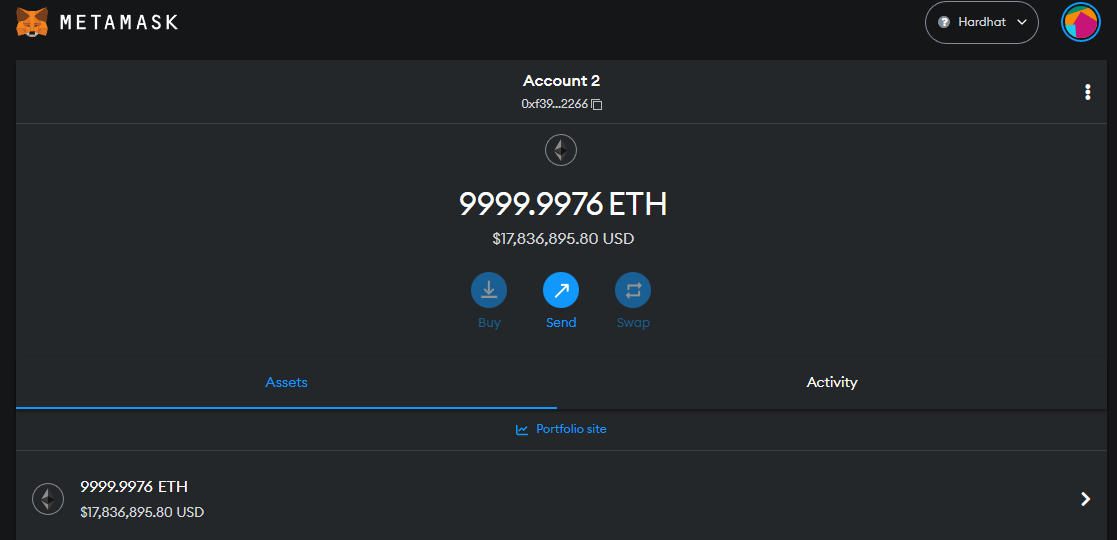 METAMASK
Hardhat
Account 2
0xf39...2266
9999.9976 ETH
$17,836,895.80 USD
Buy
Send
Swap
Assets
Activity
Portfolio site
9999.9976 ETH
$17,836,895.80 USD